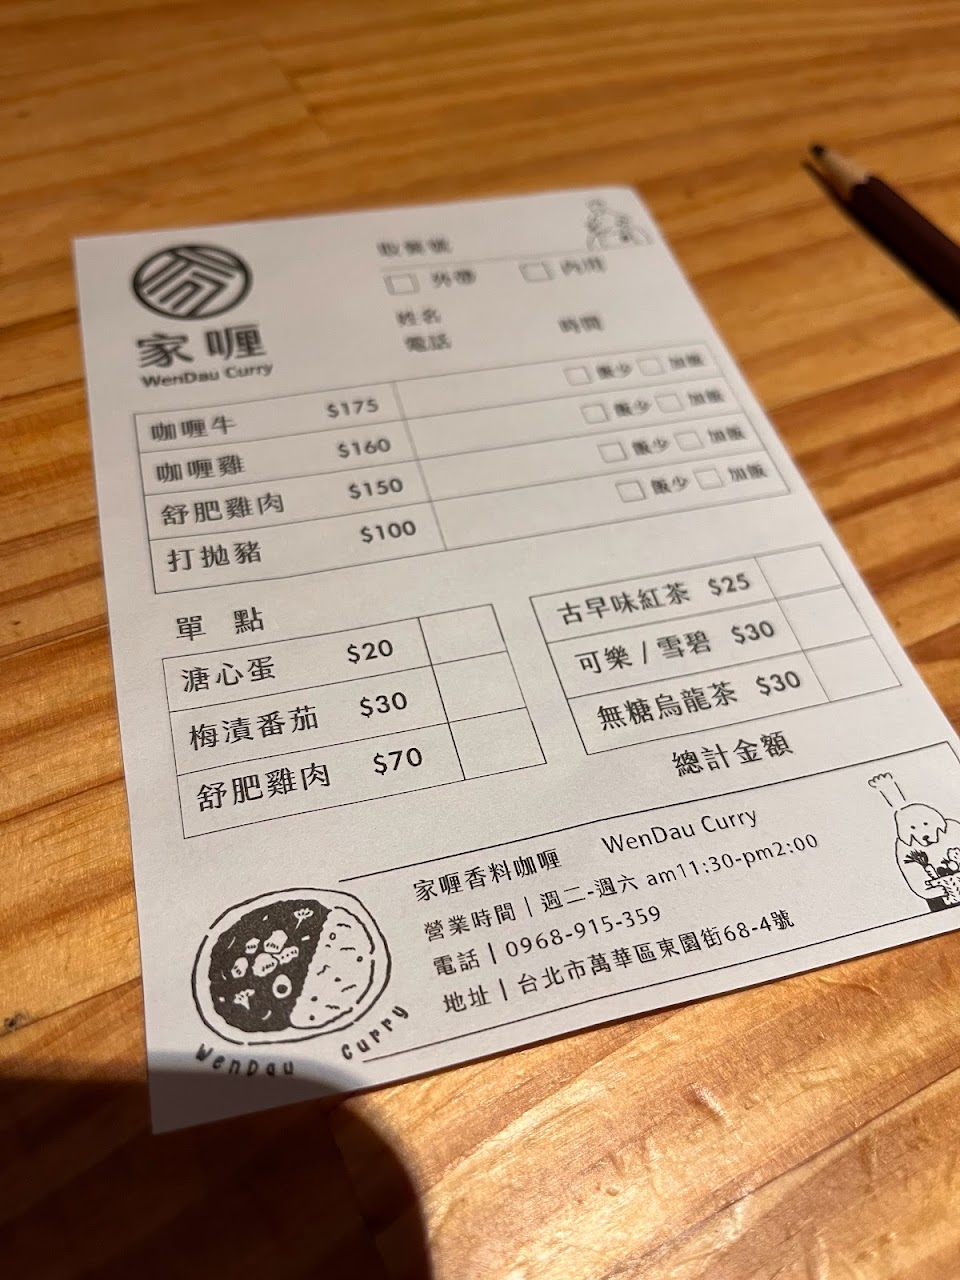 取餐號
外帶 內用
姓名
電話 時間
家喱
WenDau Curry
咖喱牛 $175 飯少 加飯
咖喱雞 $160 飯少 加飯
舒肥雞肉 $150 飯少 加飯
打拋豬 $100 飯少 加飯
單點
溏心蛋 $20
梅漬番茄 $30
舒肥雞肉 $70
古早味紅茶 $25
可樂 / 雪碧 $30
無糖烏龍茶 $30
總計金額
家喱香料咖喱 WenDau Curry
營業時間 | 週二-週六 am11:30-pm2:00
電話 | 0968-915-359
地址 | 台北市萬華區東園街68-4號
WenDau Curry